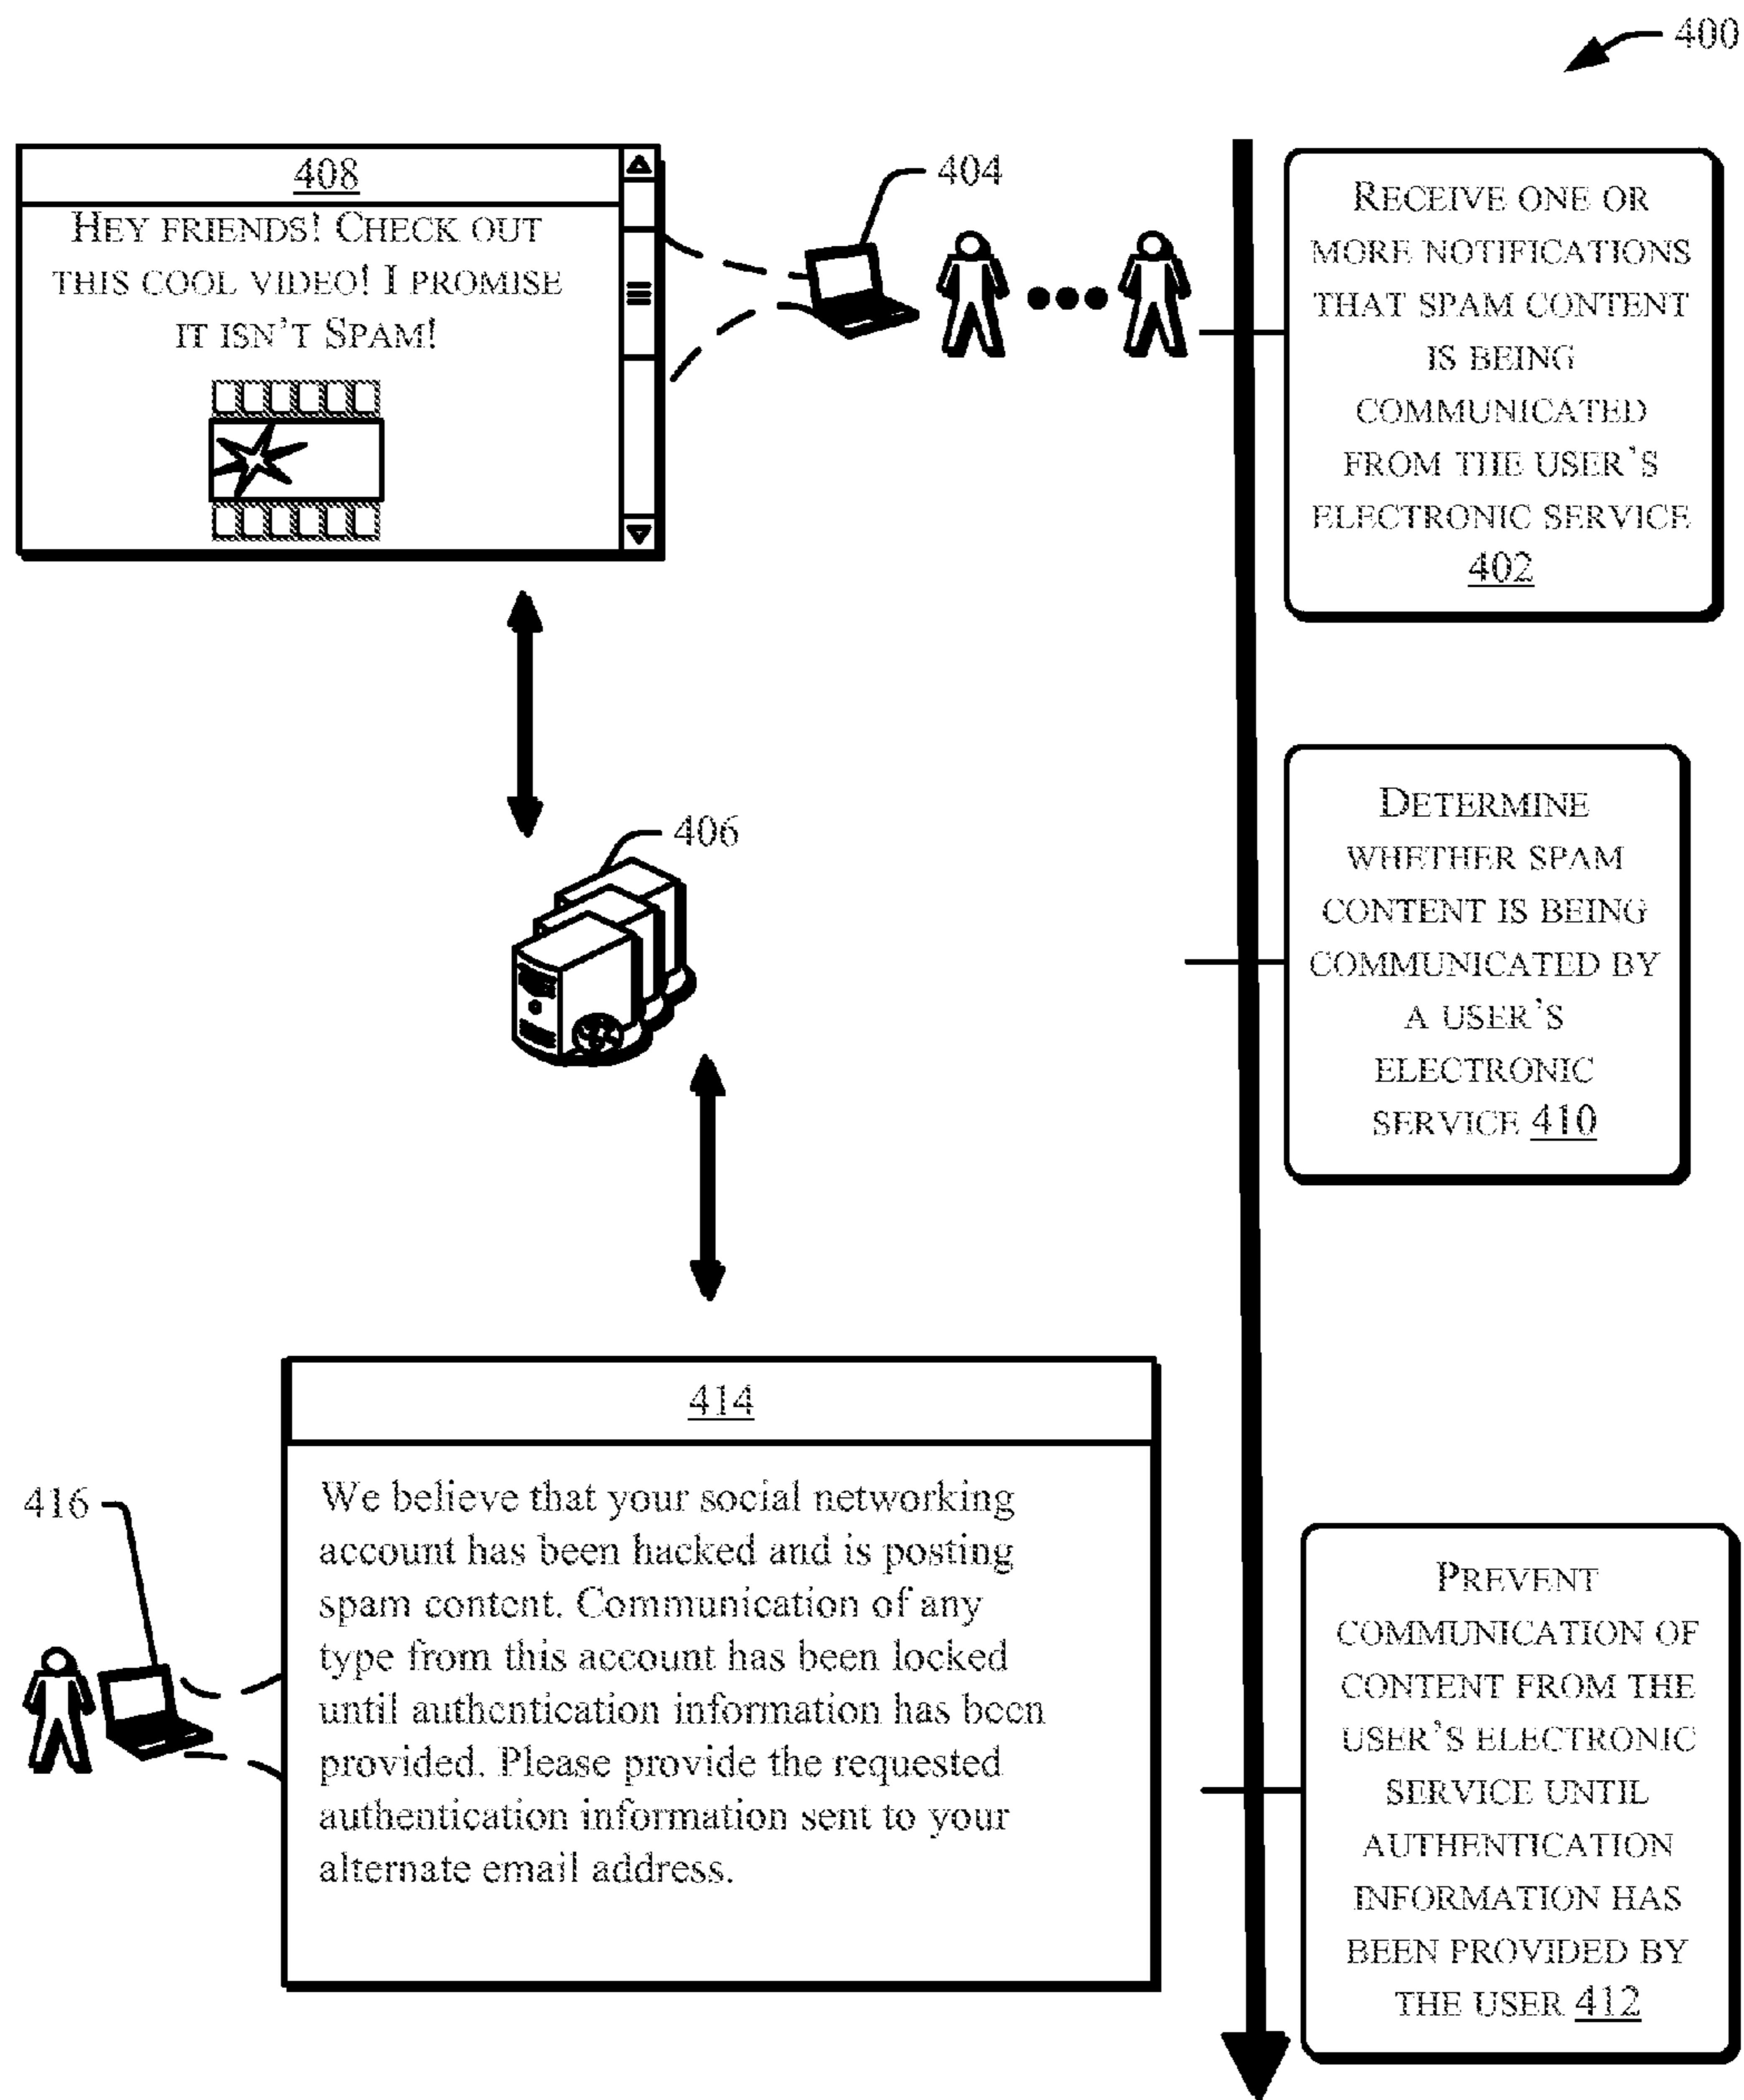 400
408
HEY FRIENDS! CHECK OUT
THIS COOL VIDEO! I PROMISE
IT ISN'T SPAM!
404
RECEIVE ONE OR
MORE NOTIFICATIONS
THAT SPAM CONTENT
IS BEING
COMMUNICATED
FROM THE USER'S
ELECTRONIC SERVICE
402
406
DETERMINE
WHETHER SPAM
CONTENT IS BEING
COMMUNICATED BY
A USER'S
ELECTRONIC
SERVICE 410
414
We believe that your social networking
account has been hacked and is posting
spam content. Communication of any
type from this account has been locked
until authentication information has been
provided. Please provide the requested
authentication information sent to your
alternate email address.
416
PREVENT
COMMUNICATION OF
CONTENT FROM THE
USER'S ELECTRONIC
SERVICE UNTIL
AUTHENTICATION
INFORMATION HAS
BEEN PROVIDED BY
THE USER 412